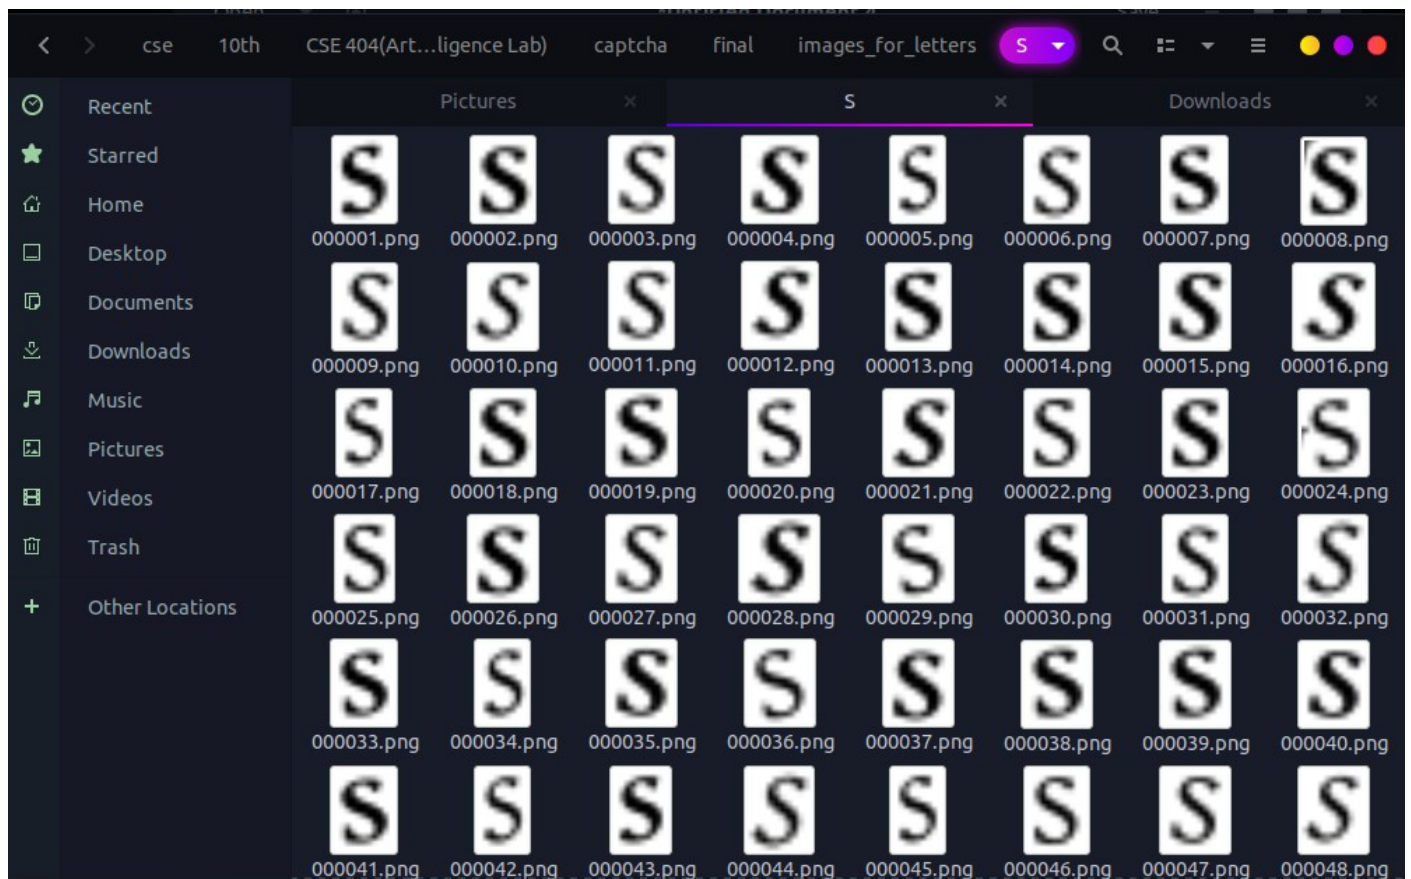 cse 10th CSE 404(Art...ligence Lab) captcha final images_for_letters S
Pictures S Downloads
Recent
Starred
Home
Desktop
Documents
Downloads
Music
Pictures
Videos
Trash
Other Locations
S S S S S S S S
000001.png 000002.png 000003.png 000004.png 000005.png 000006.png 000007.png 000008.png
S S S S S S S S
000009.png 000010.png 000011.png 000012.png 000013.png 000014.png 000015.png 000016.png
S S S S S S S S
000017.png 000018.png 000019.png 000020.png 000021.png 000022.png 000023.png 000024.png
S S S S S S S S
000025.png 000026.png 000027.png 000028.png 000029.png 000030.png 000031.png 000032.png
S S S S S S S S
000033.png 000034.png 000035.png 000036.png 000037.png 000038.png 000039.png 000040.png
S S S S S S S S
000041.png 000042.png 000043.png 000044.png 000045.png 000046.png 000047.png 000048.png